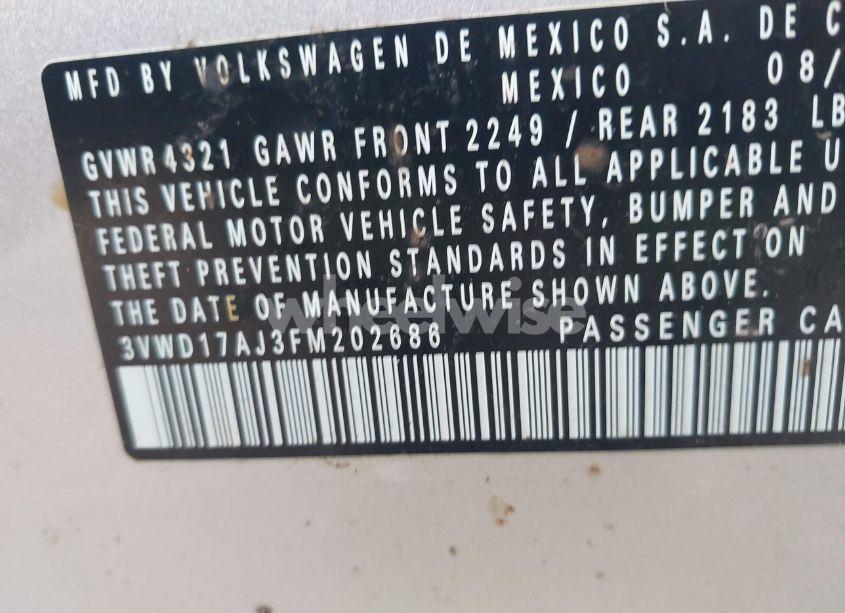 MFD BY VOLKSWAGEN DE MEXICO S.A. DE C
MEXICO 08/
GVWR 4321 GAWR FRONT 2249 / REAR 2183 LB
THIS VEHICLE CONFORMS TO ALL APPLICABLE U
FEDERAL MOTOR VEHICLE SAFETY, BUMPER AND
THEFT PREVENTION STANDARDS IN EFFECT ON
THE DATE OF MANUFACTURE SHOWN ABOVE.
wheelwise
3VWD17AJ3FM202686 PASSENGER CA